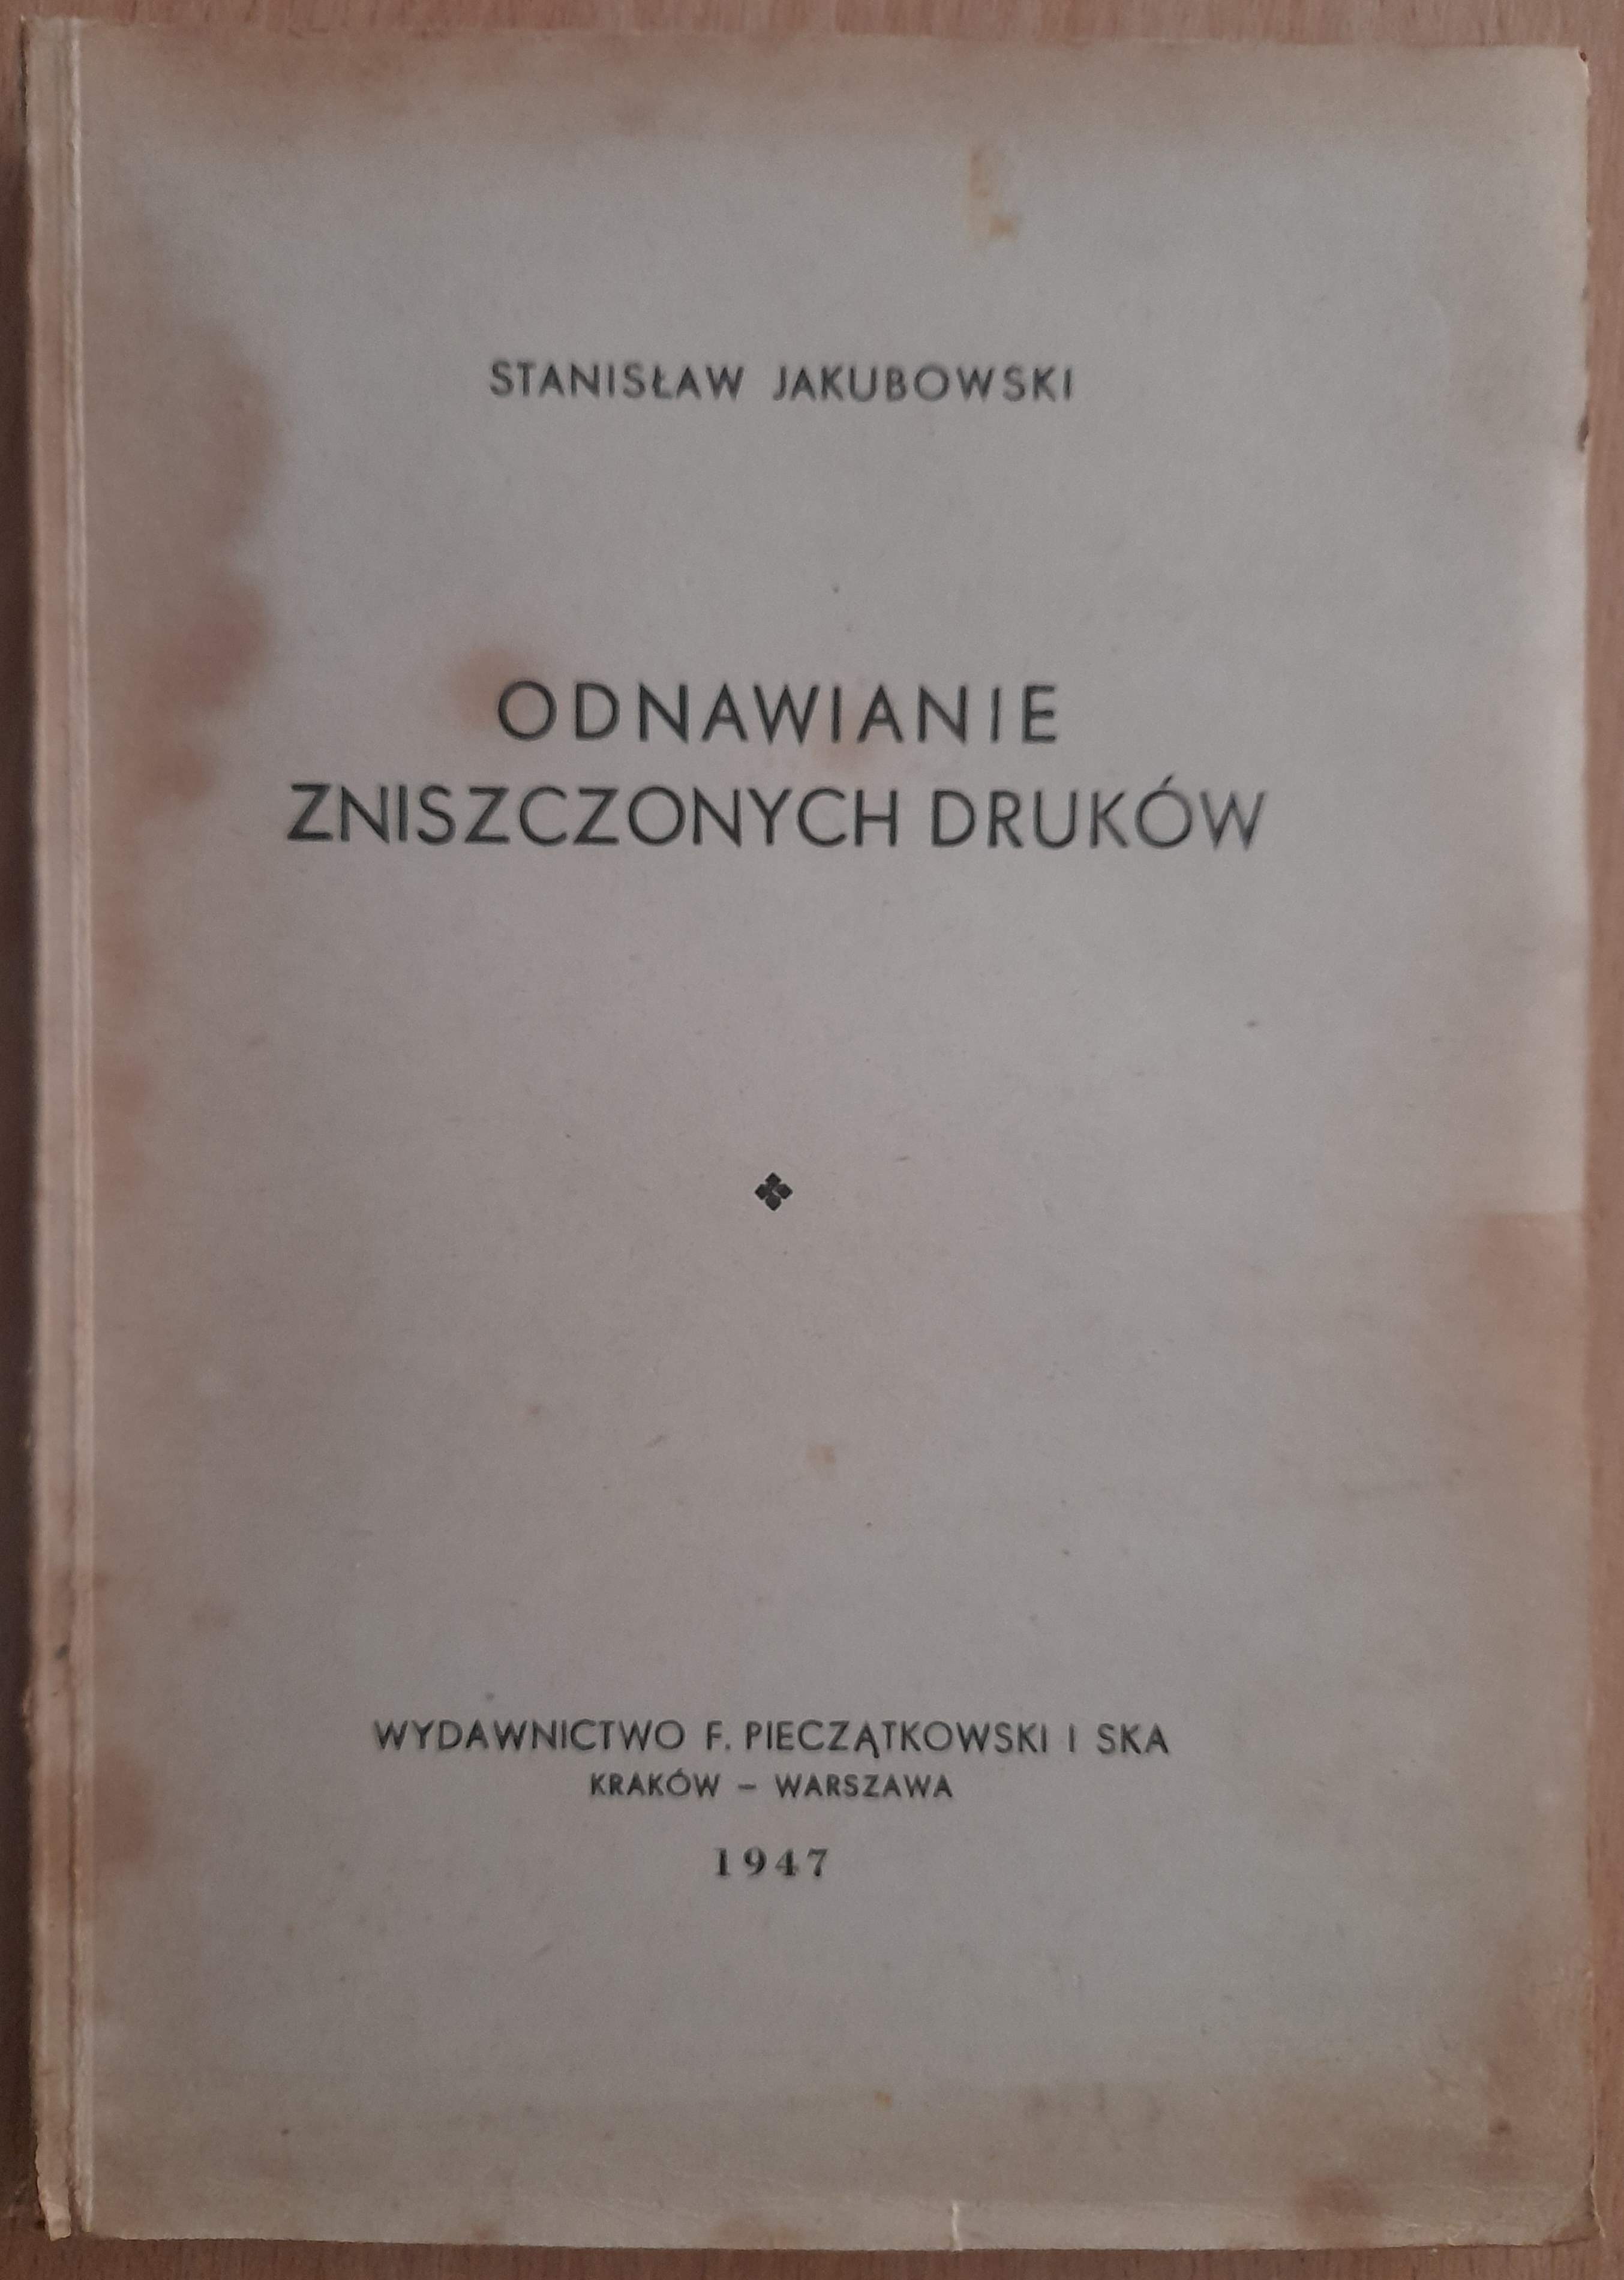 STANISŁAW JAKUBOWSKI
ODNAWIANIE
ZNISZCZONYCH DRUKÓW
WYDAWNICTWO F. PIECZĄTKOWSKI I SKA
KRAKÓW – WARSZAWA
1947